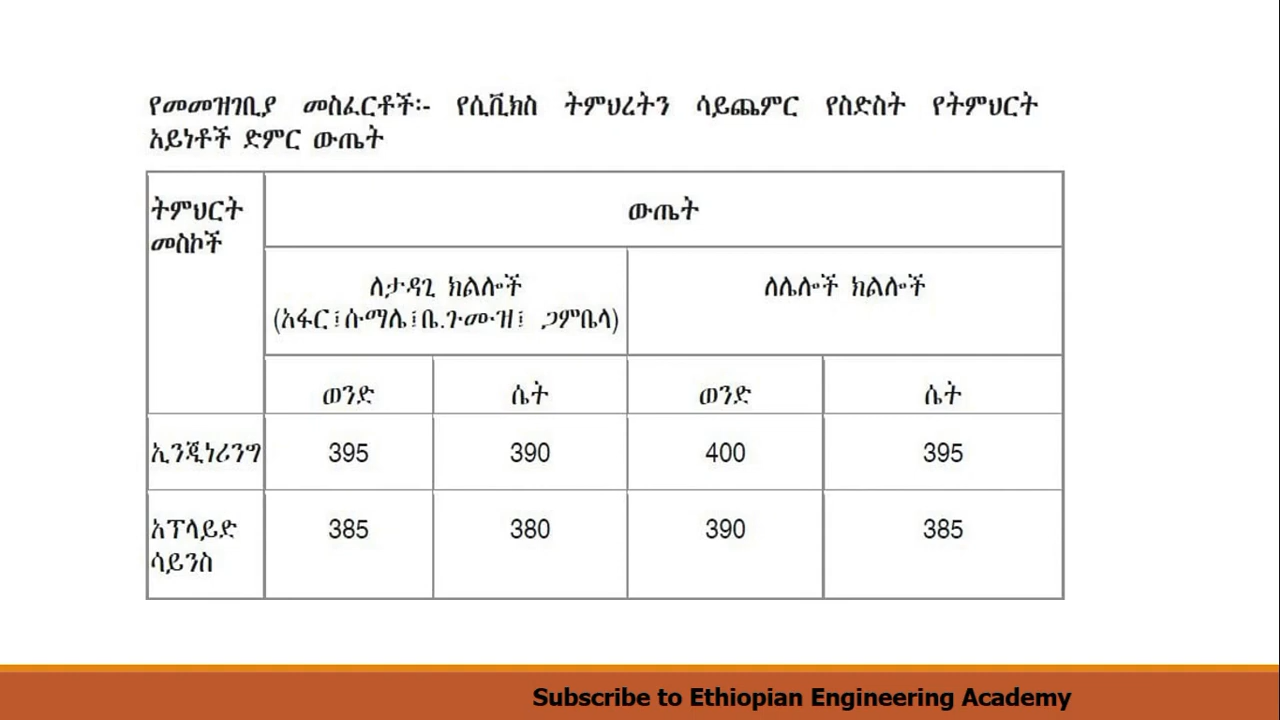 የመመዝገቢያ መስፈርቶች፡- የሲቪክስ ትምህረትን ሳይጨምር የስድስት የትምህርት
አይነቶች ድምር ውጤት
ትምህርት
መስኮች
ውጤት
ለታዳጊ ክልሎች
(አፋር፤ሱማሌ፤ቤ.ጉሙዝ፤ ጋምቤላ)
ለሌሎች ክልሎች
ወንድ ሴት ወንድ ሴት
ኢንጂነሪንግ 395 390 400 395
አፕላይድ
ሳይንስ
385 380 390 385
Subscribe to Ethiopian Engineering Academy